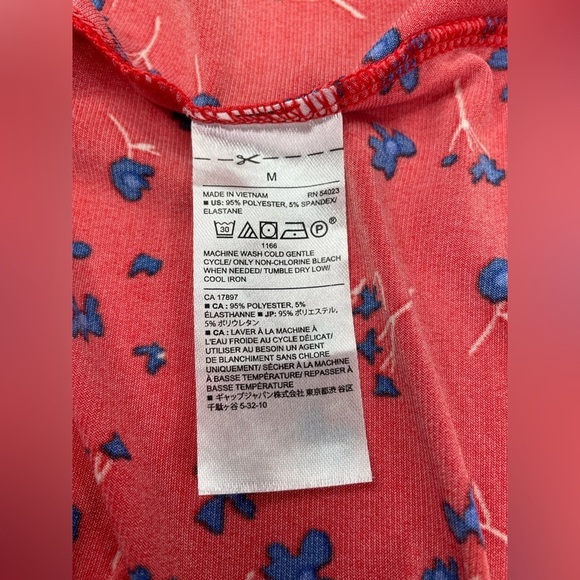 M
MADE IN VIETNAM RN 54023
■ US: 95% POLYESTER, 5% SPANDEX/
ELASTANE
30 P
1166
MACHINE WASH COLD GENTLE
CYCLE/ ONLY NON-CHLORINE BLEACH
WHEN NEEDED/ TUMBLE DRY LOW/
COOL IRON
CA 17897
■ CA : 95% POLYESTER, 5%
ÉLASTHANNE ■ JP: 95% ポリエステル,
5% ポリウレタン
■ CA : LAVER À LA MACHINE À
L'EAU FROIDE AU CYCLE DÉLICAT/
UTILISER AU BESOIN UN AGENT
DE BLANCHIMENT SANS CHLORE
UNIQUEMENT/ SÉCHER À LA MACHINE
À BASSE TEMPÉRATURE/ REPASSER À
BASSE TEMPÉRATURE
■ ギャップジャパン株式会社 東京都渋谷区
千駄ヶ谷 5-32-10